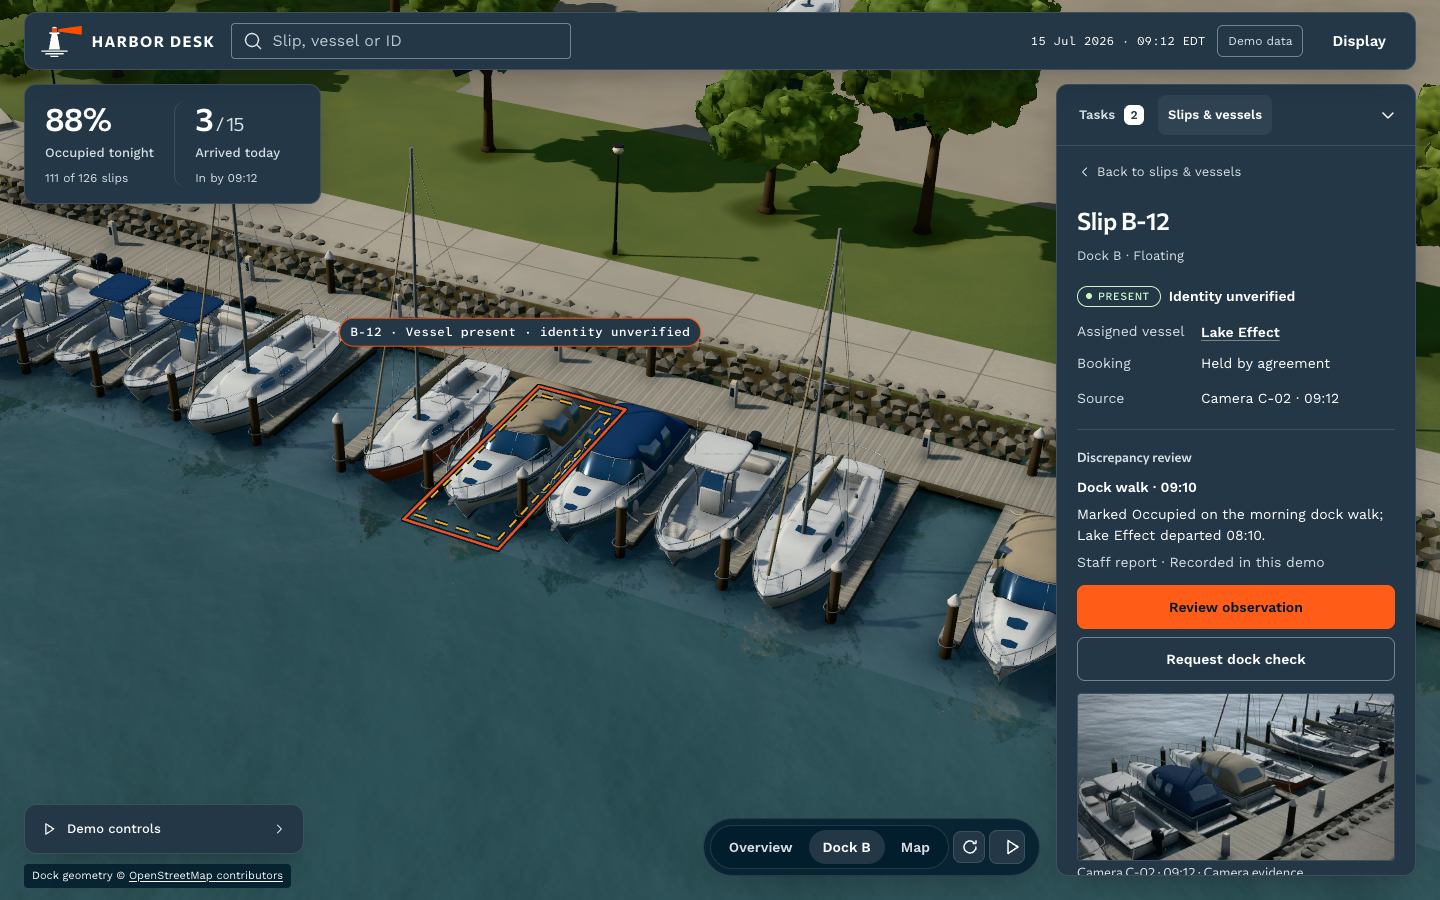 HARBOR DESK
Slip, vessel or ID
15 Jul 2026 · 09:12 EDT
Demo data
Display
88%
Occupied tonight
111 of 126 slips
3 / 15
Arrived today
In by 09:12
Tasks 2
Slips & vessels
Back to slips & vessels
Slip B-12
Dock B · Floating
PRESENT Identity unverified
Assigned vessel Lake Effect
Booking Held by agreement
Source Camera C-02 · 09:12
Discrepancy review
Dock walk · 09:10
Marked Occupied on the morning dock walk;
Lake Effect departed 08:10.
Staff report · Recorded in this demo
Review observation
Request dock check
Camera C-02 · 09:12 · Camera evidence
B-12 · Vessel present · identity unverified
Demo controls
Dock geometry © OpenStreetMap contributors
Overview
Dock B
Map